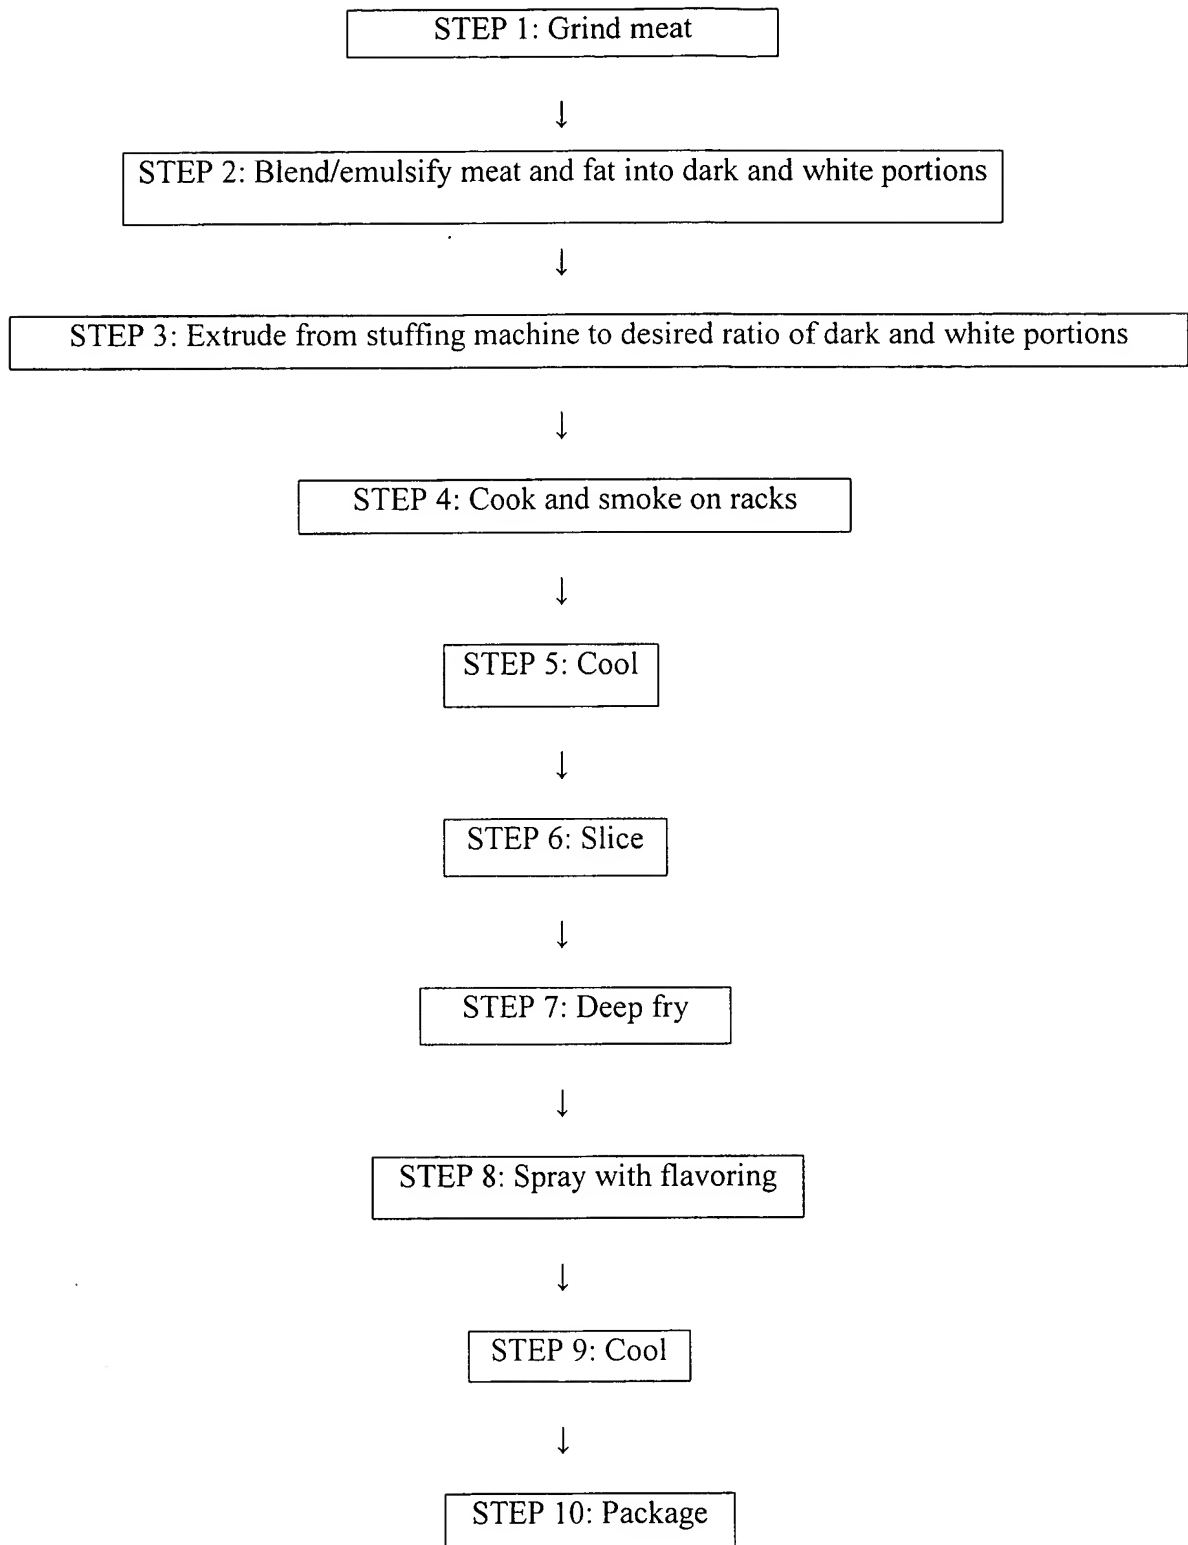 STEP 1: Grind meat
↓
STEP 2: Blend/emulsify meat and fat into dark and white portions
↓
STEP 3: Extrude from stuffing machine to desired ratio of dark and white portions
↓
STEP 4: Cook and smoke on racks
↓
STEP 5: Cool
↓
STEP 6: Slice
↓
STEP 7: Deep fry
↓
STEP 8: Spray with flavoring
↓
STEP 9: Cool
↓
STEP 10: Package